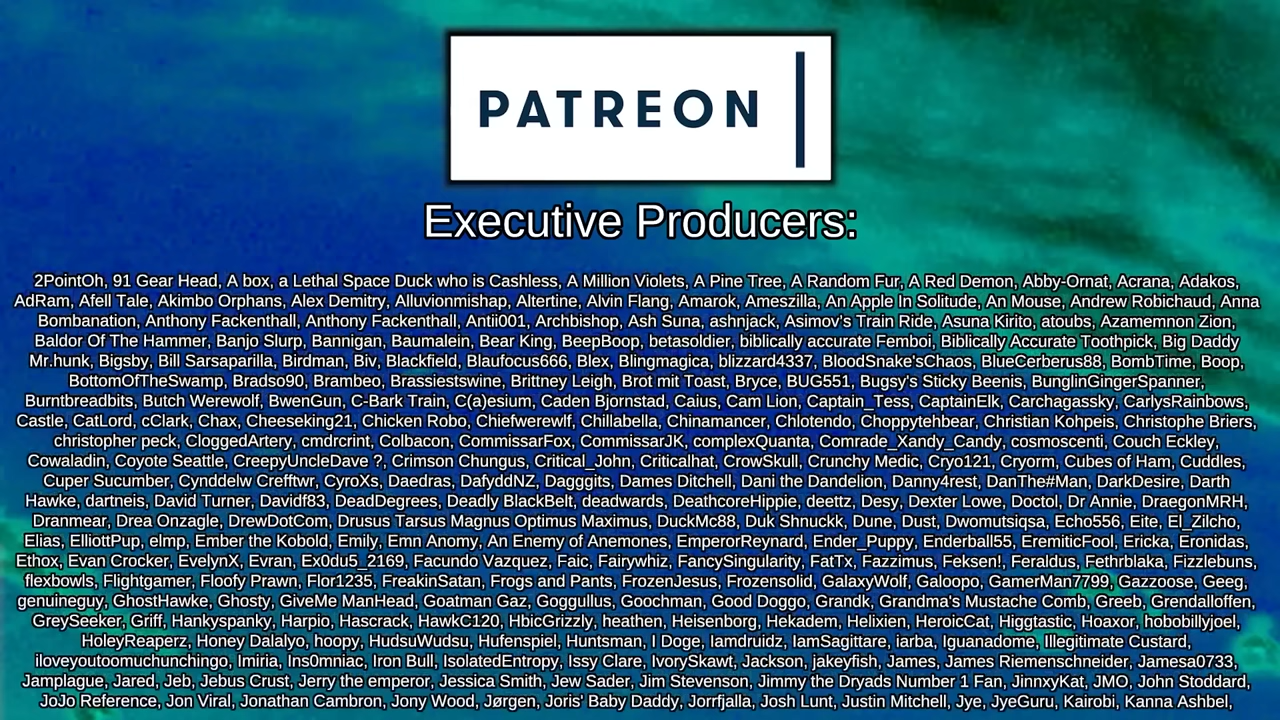 PATREON
Executive Producers:
2PointOh, 91 Gear Head, A box, a Lethal Space Duck who is Cashless, A Million Violets, A Pine Tree, A Random Fur, A Red Demon, Abby-Ornat, Acrana, Adakos,
AdRam, Afell Tale, Akimbo Orphans, Alex Demitry, Alluvionmishap, Altertine, Alvin Flang, Amarok, Ameszilla, An Apple In Solitude, An Mouse, Andrew Robichaud, Anna
Bombanation, Anthony Fackenthall, Anthony Fackenthall, Antii001, Archbishop, Ash Suna, ashnjack, Asimov's Train Ride, Asuna Kirito, atoubs, Azamemnon Zion,
Baldor Of The Hammer, Banjo Slurp, Bannigan, Baumalein, Bear King, BeepBoop, betasoldier, biblically accurate Femboi, Biblically Accurate Toothpick, Big Daddy
Mr.hunk, Bigsby, Bill Sarsaparilla, Birdman, Biv, Blackfield, Blaufocus666, Blex, Blingmagica, blizzard4337, BloodSnake'sChaos, BlueCerberus88, BombTime, Boop,
BottomOfTheSwamp, Bradso90, Brambeo, Brassiestswine, Brittney Leigh, Brot mit Toast, Bryce, BUG551, Bugsy's Sticky Beenis, BunglinGingerSpanner,
Burntbreadbits, Butch Werewolf, BwenGun, C-Bark Train, C(a)esium, Caden Bjornstad, Caius, Cam Lion, Captain_Tess, CaptainElk, Carchagassky, CarlysRainbows,
Castle, CatLord, cClark, Chax, Cheeseking21, Chicken Robo, Chiefwerewlf, Chillabella, Chinamancer, Chlotendo, Choppytehbear, Christian Kohpeis, Christophe Briers,
christopher peck, CloggedArtery, cmdrcrint, Colbacon, CommissarFox, CommissarJK, complexQuanta, Comrade_Xandy_Candy, cosmoscenti, Couch Eckley,
Cowaladin, Coyote Seattle, CreepyUncleDave ?, Crimson Chungus, Critical_John, Criticalhat, CrowSkull, Crunchy Medic, Cryo121, Cryorm, Cubes of Ham, Cuddles,
Cuper Sucumber, Cynddelw Crefftwr, CyroXs, Daedras, DafyddNZ, Dagggits, Dames Ditchell, Dani the Dandelion, Danny4rest, DanThe#Man, DarkDesire, Darth
Hawke, dartneis, David Turner, Davidf83, DeadDegrees, Deadly BlackBelt, deadwards, DeathcoreHippie, deettz, Desy, Dexter Lowe, Doctol, Dr Annie, DraegonMRH,
Dranmear, Drea Onzagle, DrewDotCom, Drusus Tarsus Magnus Optimus Maximus, DuckMc88, Duk Shnuckk, Dune, Dust, Dwomutsiqsa, Echo556, Eite, El_Zilcho,
Elias, ElliottPup, elmp, Ember the Kobold, Emily, Emn Anomy, An Enemy of Anemones, EmperorReynard, Ender_Puppy, Enderball55, EremiticFool, Ericka, Eronidas,
Ethox, Evan Crocker, EvelynX, Evran, Ex0du5_2169, Facundo Vazquez, Faic, Fairywhiz, FancySingularity, FatTx, Fazzimus, Feksen!, Feraldus, Fethrblaka, Fizzlebuns,
flexbowls, Flightgamer, Floofy Prawn, Flor1235, FreakinSatan, Frogs and Pants, FrozenJesus, Frozensolid, GalaxyWolf, Galoopo, GamerMan7799, Gazzoose, Geeg,
genuineguy, GhostHawke, Ghosty, GiveMe ManHead, Goatman Gaz, Goggullus, Goochman, Good Doggo, Grandk, Grandma's Mustache Comb, Greeb, Grendalloffen,
GreySeeker, Griff, Hankyspanky, Harpio, Hascrack, HawkC120, HbicGrizzly, heathen, Heisenborg, Hekadem, Helixien, HeroicCat, Higgtastic, Hoaxor, hobobillyjoel,
HoleyReaperz, Honey Dalalyo, hoopy, HudsuWudsu, Hufenspiel, Huntsman, I Doge, Iamdruidz, IamSagittare, iarba, Iguanadome, Illegitimate Custard,
iloveyoutoomuchunchingo, Imiria, Ins0mniac, Iron Bull, IsolatedEntropy, Issy Clare, IvorySkawt, Jackson, jakeyfish, James, James Riemenschneider, Jamesa0733,
Jamplague, Jared, Jeb, Jebus Crust, Jerry the emperor, Jessica Smith, Jew Sader, Jim Stevenson, Jimmy the Dryads Number 1 Fan, JinnxyKat, JMO, John Stoddard,
JoJo Reference, Jon Viral, Jonathan Cambron, Jony Wood, Jørgen, Joris' Baby Daddy, Jorrfjalla, Josh Lunt, Justin Mitchell, Jye, JyeGuru, Kairobi, Kanna Ashbel,